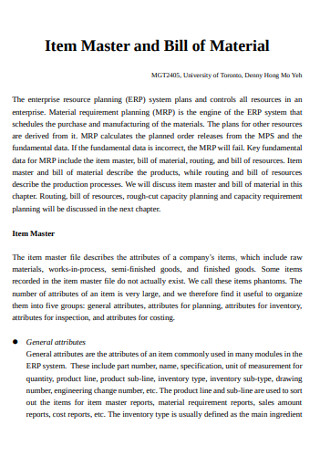 Item Master and Bill of Material
MGT2405, University of Toronto, Denny Hong Mo Yeh
The enterprise resource planning (ERP) system plans and controls all resources in an
enterprise. Material requirement planning (MRP) is the engine of the ERP system that
schedules the purchase and manufacturing of the materials. The plans for other resources
are derived from it. MRP calculates the planned order releases from the MPS and the
fundamental data. If the fundamental data is incorrect, the MRP will fail. Key fundamental
data for MRP include the item master, bill of material, routing, and bill of resources. Item
master and bill of material describe the products, while routing and bill of resources
describe the production processes. We will discuss item master and bill of material in this
chapter. Routing, bill of resources, rough-cut capacity planning and capacity requirement
planning will be discussed in the next chapter.
Item Master
The item master file describes the attributes of a company's items, which include raw
materials, works-in-process, semi-finished goods, and finished goods. Some items
recorded in the item master file do not actually exist. We call these items phantoms. The
number of attributes of an item is very large, and we therefore find it useful to organize
them into five groups: general attributes, attributes for planning, attributes for inventory,
attributes for inspection, and attributes for costing.
● General attributes
General attributes are the attributes of an item commonly used in many modules in the
ERP system. These include part number, name, specification, unit of measurement for
quantity, product line, product sub-line, inventory type, inventory sub-type, drawing
number, engineering change number, etc. The product line and sub-line are used to sort
out the items for item master reports, material requirement reports, sales amount
reports, cost reports, etc. The inventory type is usually defined as the main ingredient